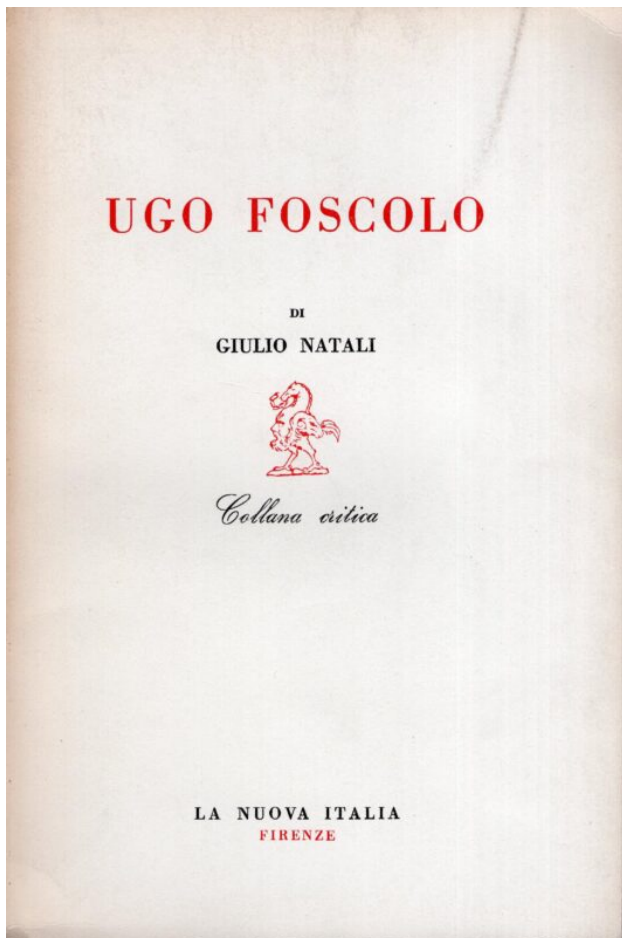 UGO FOSCOLO
DI
GIULIO NATALI
Collana critica
LA NUOVA ITALIA
FIRENZE